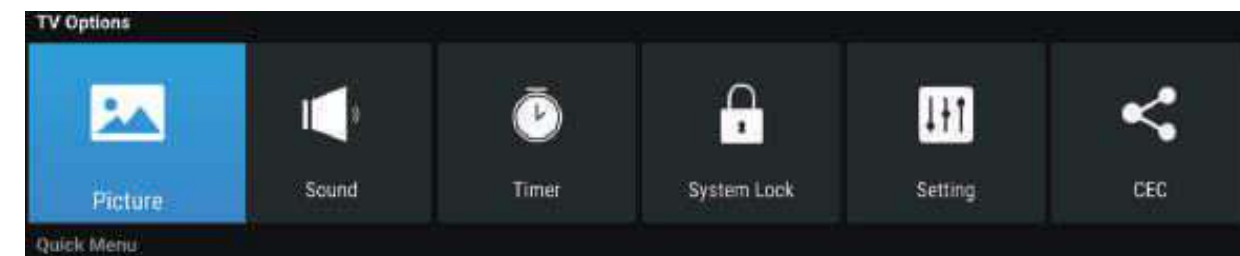 TV Options
Picture
Sound
Timer
System Lock
Setting
CEC
Quick Menu